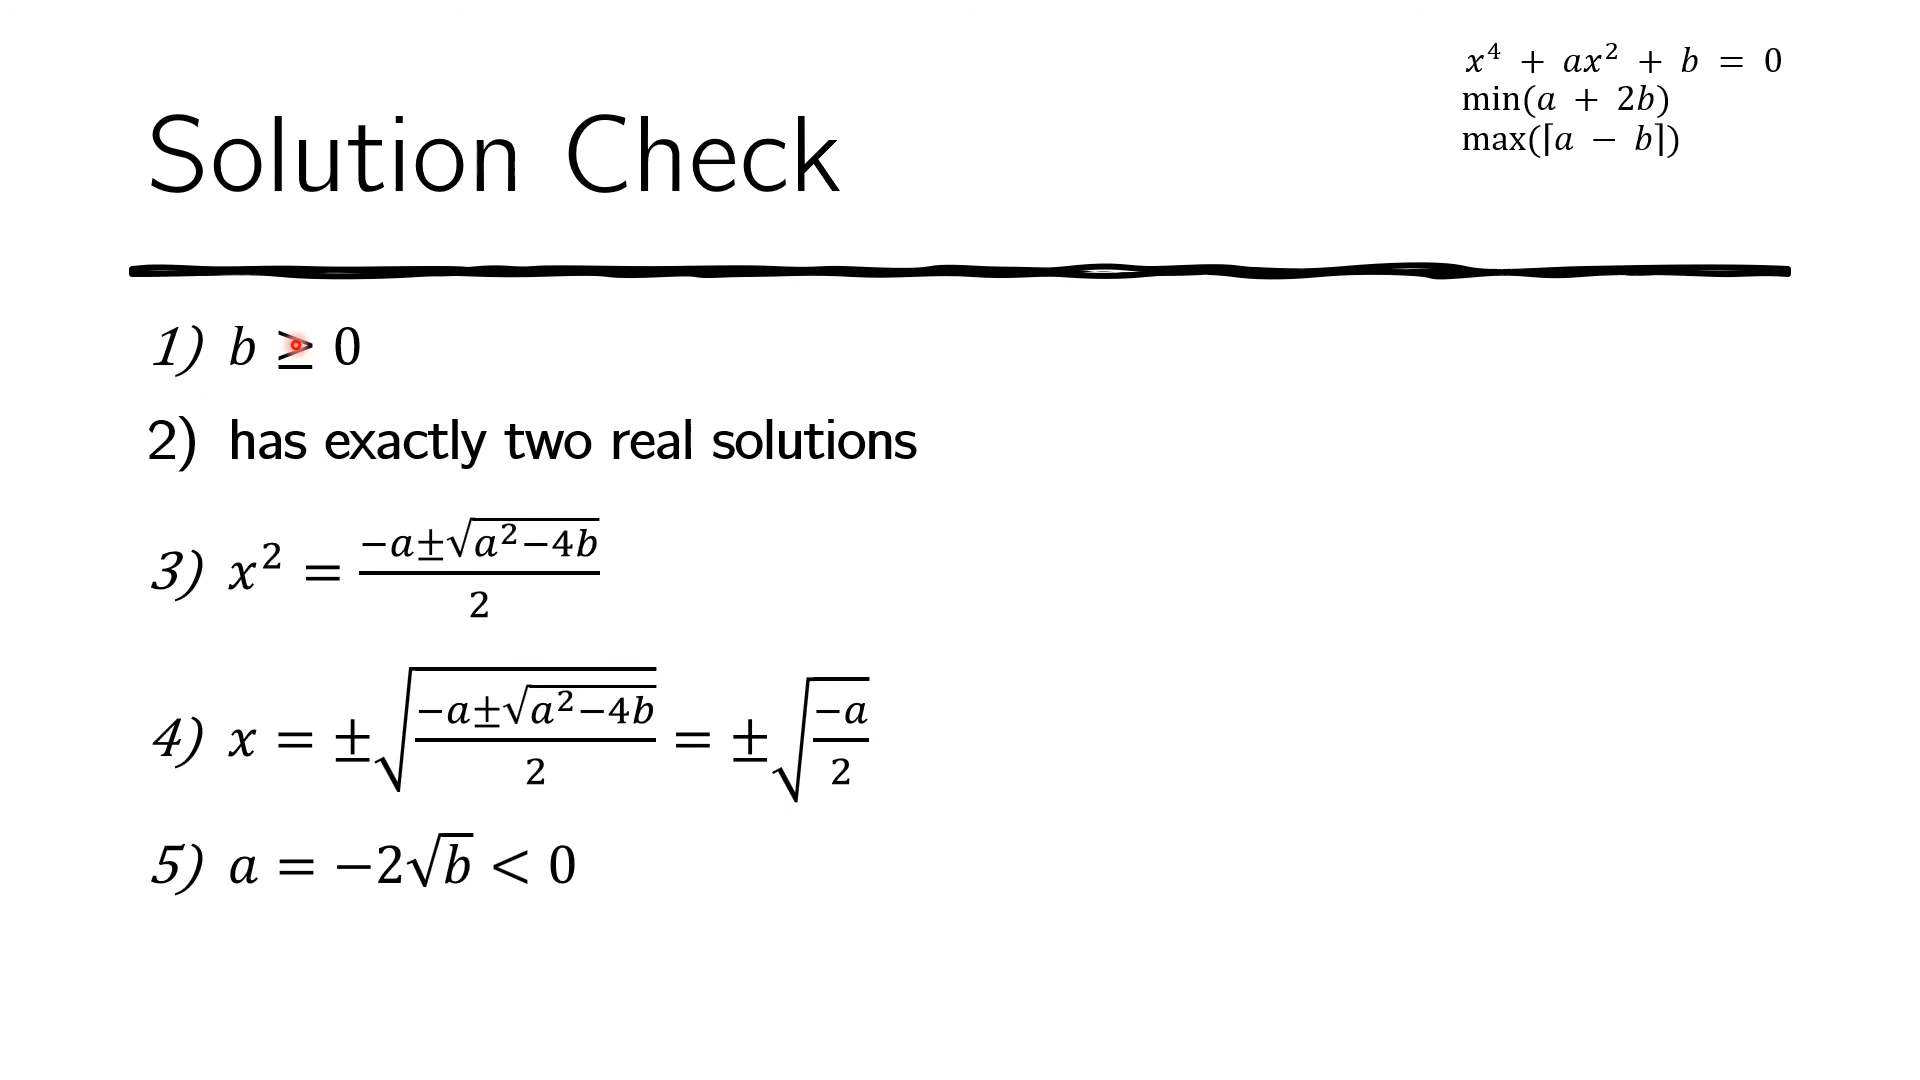 Solution Check
x⁴ + ax² + b = 0
min(a + 2b)
max(⌈a − b⌉)
1) b ≥ 0
2) has exactly two real solutions
3) x² = (−a±√(a²−4b))/2
4) x = ±√((−a±√(a²−4b))/2) = ±√(−a/2)
5) a = −2√b < 0